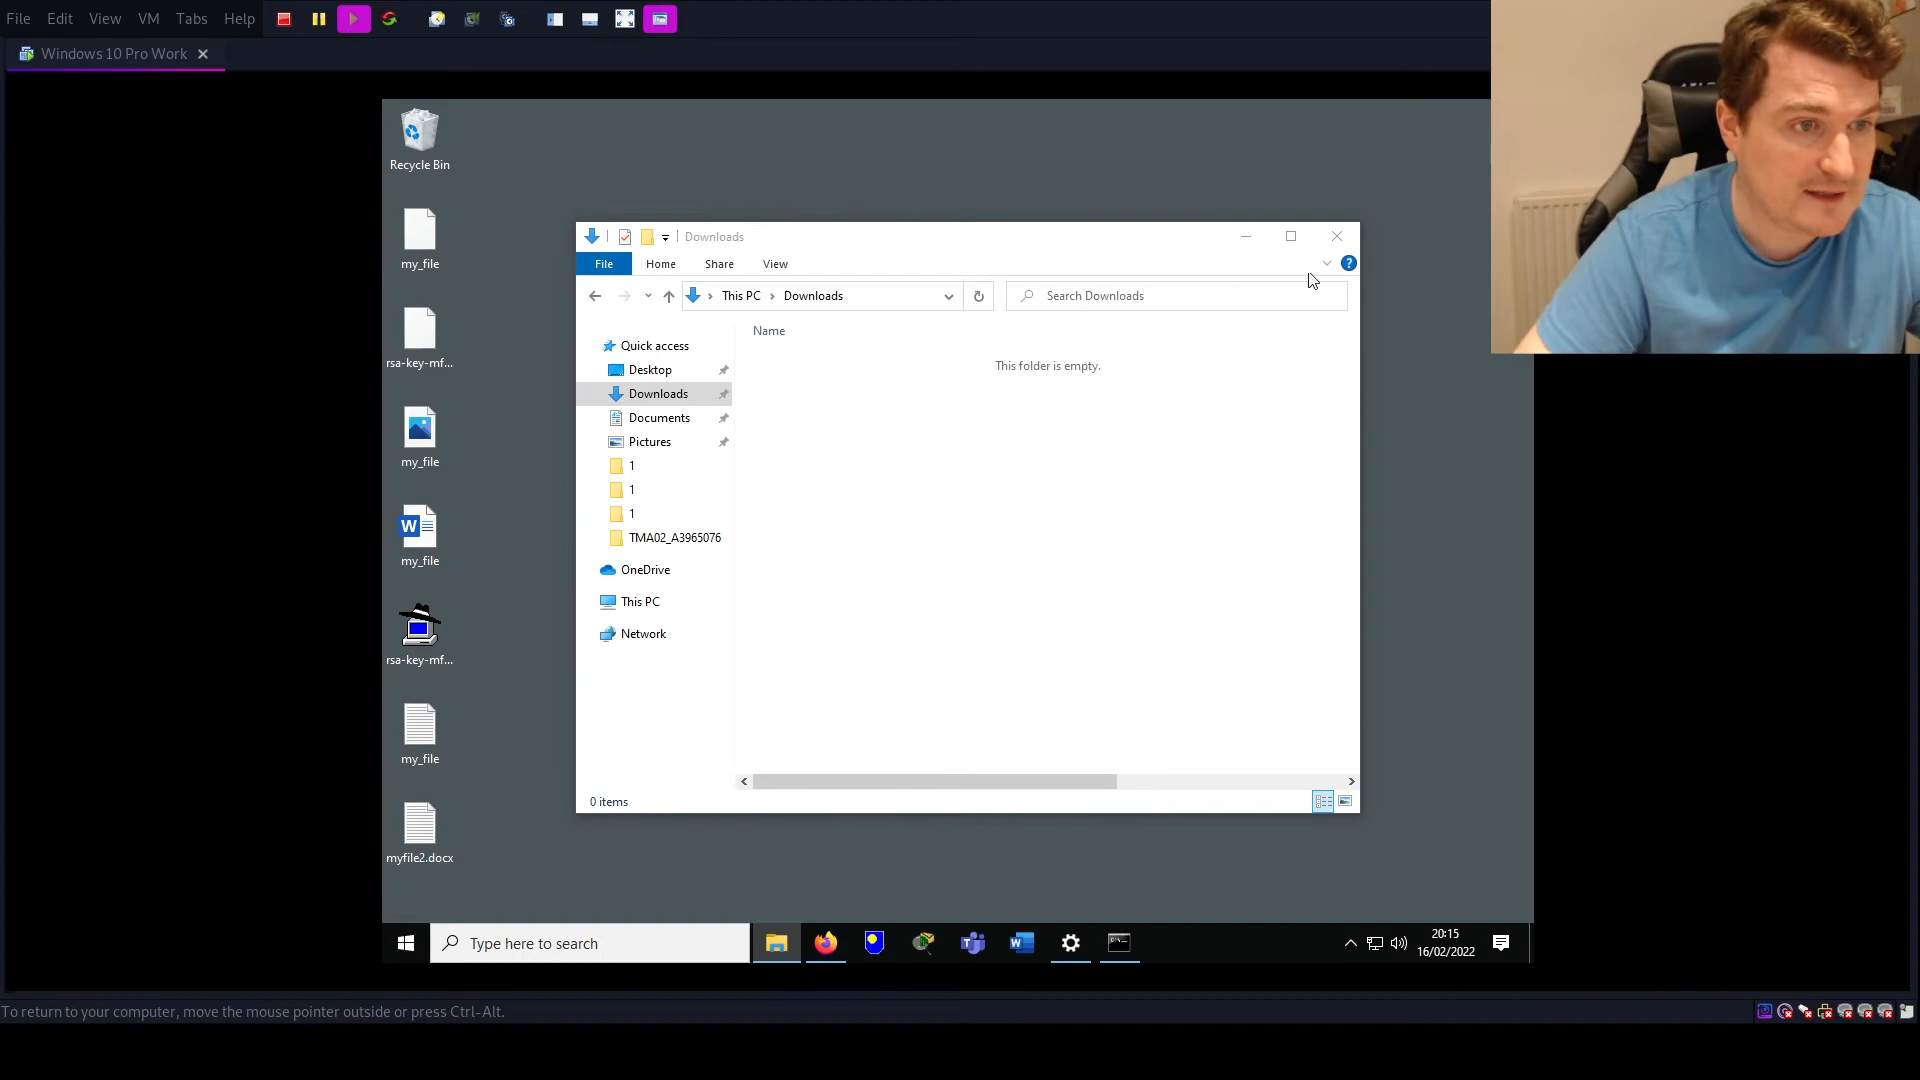 File Edit View VM Tabs Help
Windows 10 Pro Work
Recycle Bin
my_file
rsa-key-mf...
my_file
my_file
rsa-key-mf...
my_file
myfile2.docx
Downloads
File Home Share View
This PC Downloads
Search Downloads
Name
This folder is empty.
Quick access
Desktop
Downloads
Documents
Pictures
1
1
1
TMA02_A3965076
OneDrive
This PC
Network
0 items
Type here to search
20:15
16/02/2022
To return to your computer, move the mouse pointer outside or press Ctrl-Alt.